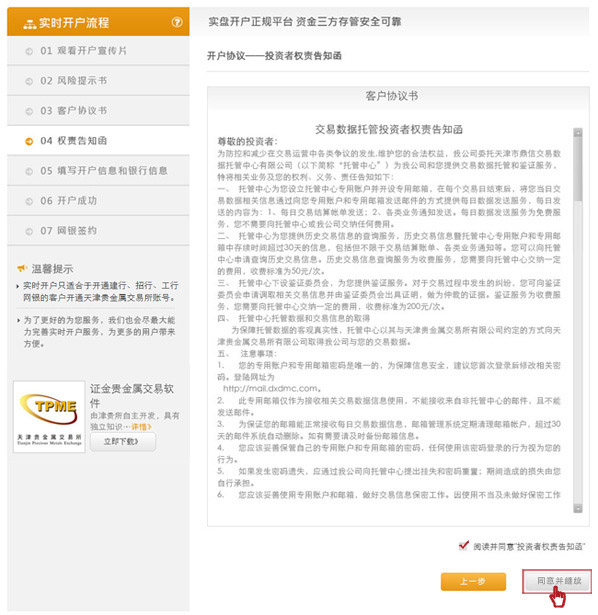 实时开户流程
01 观看开户宣传片
02 风险提示书
03 客户协议书
04 权责告知函
05 填写开户信息和银行信息
06 开户成功
07 网银签约
温馨提示
实时开户只适合于开通建行、招行、工行
网银的客户开通天津贵金属交易所账号。
为了更好的为您服务，我们也会尽最大能
力完善实时开户服务，为更多的用户带来
方便。
TPME
天津贵金属交易所
Tianjin Precious Metals Exchange
证金贵金属交易软
件
由津贵所自主开发，具有
独立知识··详情》
立即下载》
实盘开户正规平台 资金三方存管安全可靠
开户协议——投资者权责告知函
客户协议书
交易数据托管投资者权责告知函
尊敬的投资者：
为防控和减少在交易运营中各类争议的发生,维护您的合法权益，我公司委托天津市鼎信交易数
据托管中心有限公司（以下简称“托管中心”）为我公司和您提供交易数据托管和鉴证服务，
特将相关业务及您的权利、义务、责任告知如下：
一、 托管中心为您设立托管中心专用账户并开设专用邮箱，在每个交易日结束后，将您当日交
易数据相关信息通过向您专用账户和专用邮箱发送邮件的方式提供每日数据发送服务，每日发
送的内容为：1、每日交易结算帐单发送；2、各类业务通知发送。每日数据发送服务为免费服
务，您不需要向托管中心或我公司交纳任何费用。
二、 托管中心为您提供历史交易信息的查询服务，历史交易信息暨托管中心专用账户和专用邮
箱中存续时间超过30天的信息，包括但不限于交易结算账单、各类业务通知等。您可以向托管中
心申请查询历史交易信息。历史交易信息查询服务为收费服务，您需要向托管中心交纳一定
的费用，收费标准为50元/次。
三、 托管中心下设鉴证委员会，为您提供鉴证服务。对于交易过程中发生的纠纷，您可向鉴证
委员会申请调取相关交易信息并由鉴证委员会出具证明，做为仲裁的证据。鉴证服务为收费服
务，您需要向托管中心交纳一定的费用，收费标准为200元/次。
四、 托管中心托管数据和交易信息的取得
为保障托管数据的客观真实性，托管中心以其与天津贵金属交易所有限公司约定的方式向天
津贵金属交易所有限公司取得我公司与您的交易数据。
五、 注意事项：
1. 您的专用账户和专用邮箱密码是唯一的，为保障信息安全，建议您首次登录后修改相关密
码。登陆网址为
http://mail.dxdmc.com。
2. 此专用邮箱仅作为接收相关交易数据信息使用，不能接收来自非托管中心的邮件，且不能
发送邮件。
3. 为保证您的邮箱能正常接收每日交易数据信息，邮箱管理系统定期清理邮箱帐户，超过30
天的邮件系统自动删除。如有需要请及时备份邮箱信息。
4. 您应该妥善保管自己的专用账户和专用邮箱的密码，任何使用该密码登录的行为视为您的
行为。
5. 如果发生密码遗失，应通过我公司向托管中心提出挂失和密码重置；期间造成的损失由您
自行承担。
6. 您应该妥善使用专用账户和邮箱，做好交易信息保密工作。因使用不当及未做好保密工作
阅读并同意“投资者权责告知函”
上一步
同意并继续